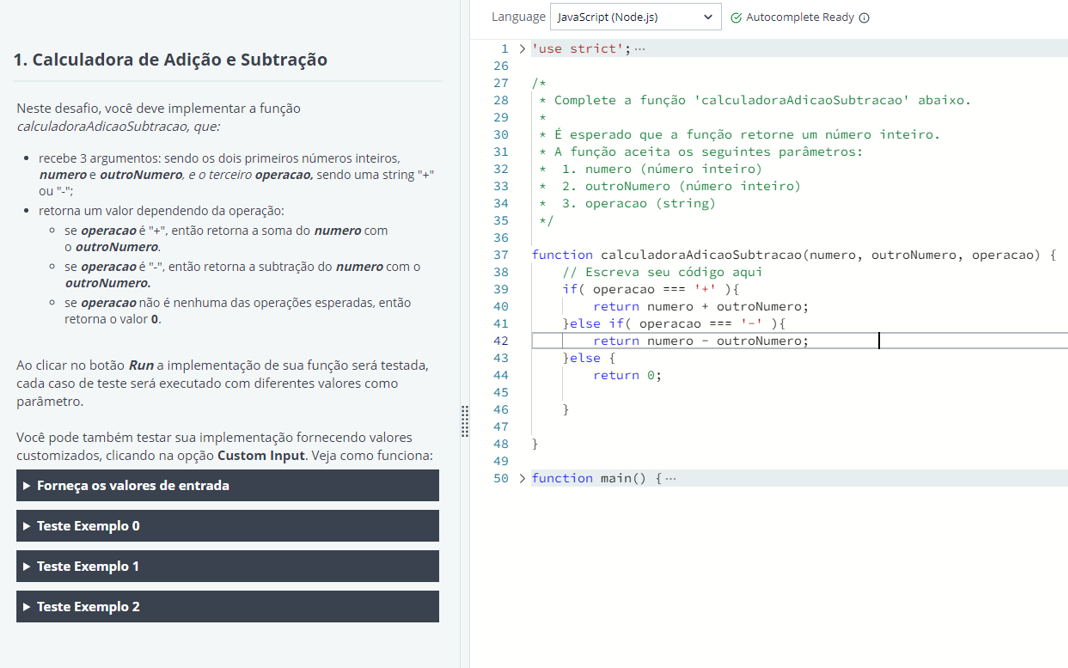 1. Calculadora de Adição e Subtração
Neste desafio, você deve implementar a função
calculadoraAdicaoSubtracao, que:
• recebe 3 argumentos: sendo os dois primeiros números inteiros,
numero e outroNumero, e o terceiro operacao, sendo uma string "+"
ou "-";
• retorna um valor dependendo da operação:
◦ se operacao é "+", então retorna a soma do numero com
o outroNumero.
◦ se operacao é "-", então retorna a subtração do numero com o
outroNumero.
◦ se operacao não é nenhuma das operações esperadas, então
retorna o valor 0.
Ao clicar no botão Run a implementação de sua função será testada,
cada caso de teste será executado com diferentes valores como
parâmetro.
Você pode também testar sua implementação fornecendo valores
customizados, clicando na opção Custom Input. Veja como funciona:
▶ Forneça os valores de entrada
▶ Teste Exemplo 0
▶ Teste Exemplo 1
▶ Teste Exemplo 2
Language JavaScript (Node.js) Autocomplete Ready
1 > 'use strict'; ⋯
26
27 /*
28  * Complete a função 'calculadoraAdicaoSubtracao' abaixo.
29  *
30  * É esperado que a função retorne um número inteiro.
31  * A função aceita os seguintes parâmetros:
32  *  1. numero (número inteiro)
33  *  2. outroNumero (número inteiro)
34  *  3. operacao (string)
35  */
36
37 function calculadoraAdicaoSubtracao(numero, outroNumero, operacao) {
38     // Escreva seu código aqui
39     if( operacao === '+' ){
40         return numero + outroNumero;
41     }else if( operacao === '-' ){
42         return numero - outroNumero;
43     }else {
44         return 0;
45
46     }
47
48 }
49
50 > function main() { ⋯